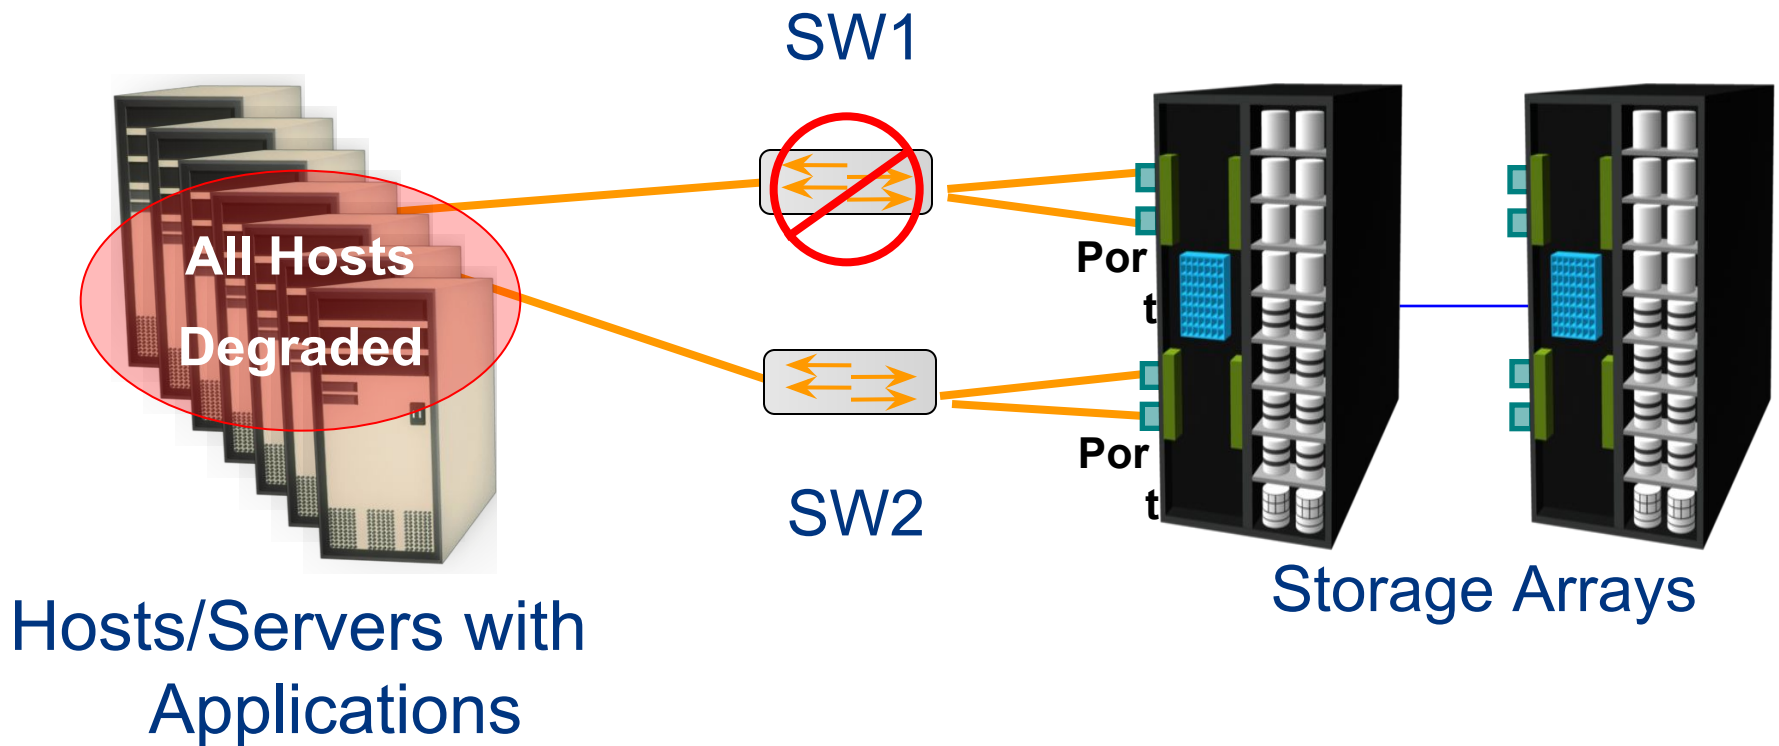 SW1
All Hosts
Degraded
Por
t
Por
t
SW2
Storage Arrays
Hosts/Servers with
Applications